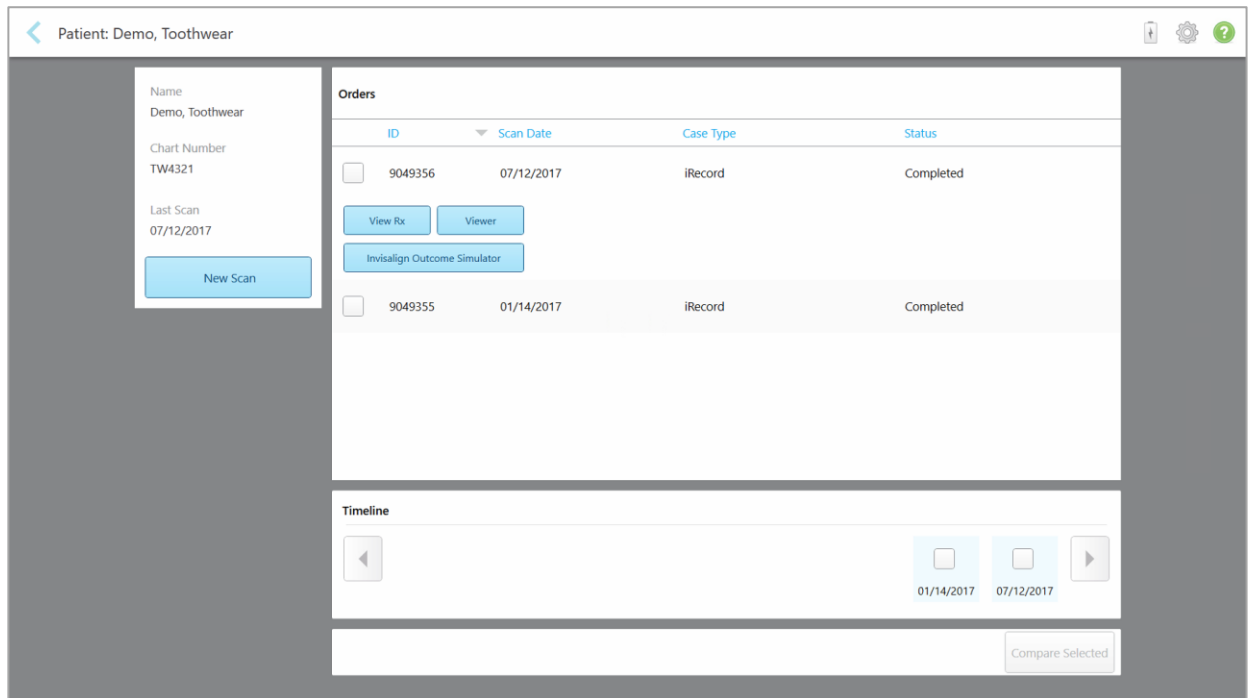 Patient: Demo, Toothwear
?
Name
Demo, Toothwear
Chart Number
TW4321
Last Scan
07/12/2017
New Scan
Orders
ID Scan Date Case Type Status
9049356 07/12/2017 iRecord Completed
View Rx Viewer
Invisalign Outcome Simulator
9049355 01/14/2017 iRecord Completed
Timeline
01/14/2017 07/12/2017
Compare Selected